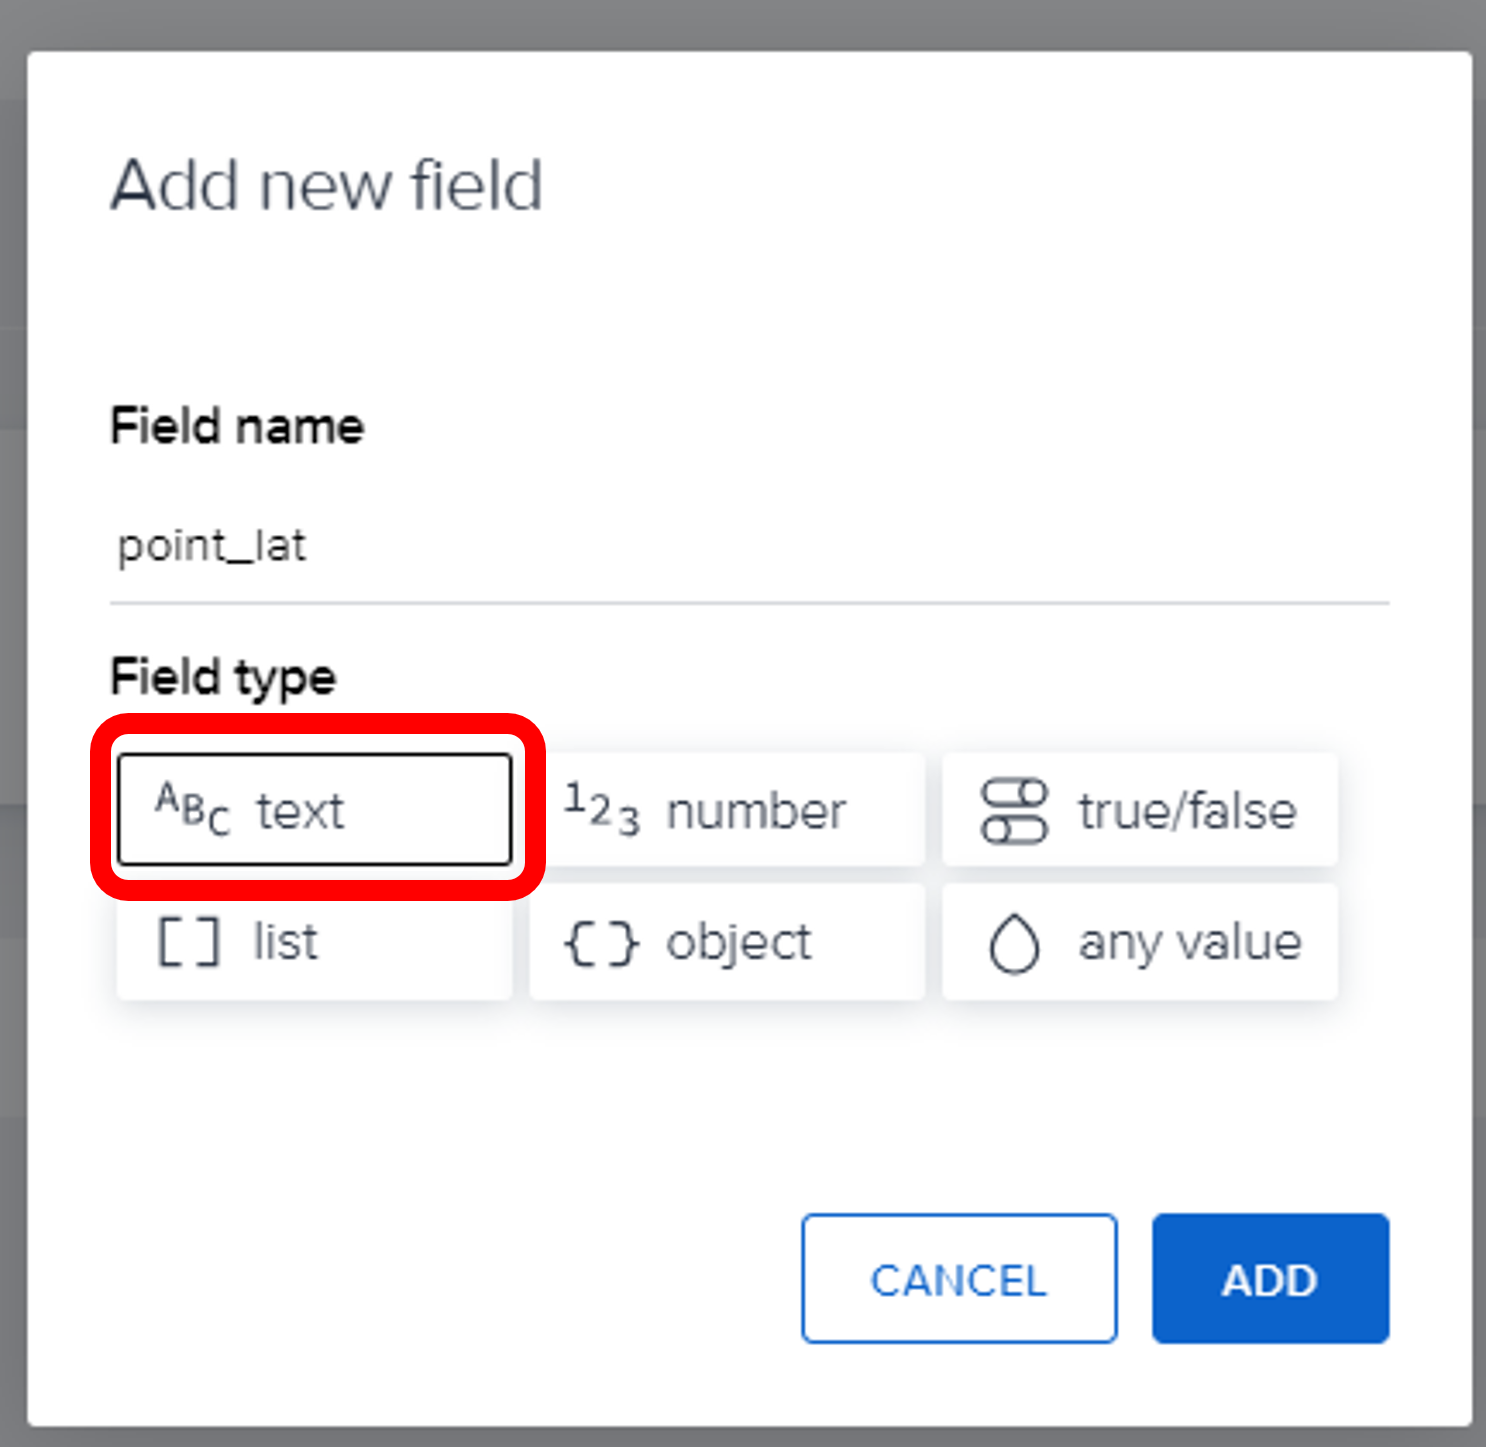 Add new field
Field name
point_lat
Field type
ABC text
123 number
true/false
[] list
{} object
any value
CANCEL
ADD